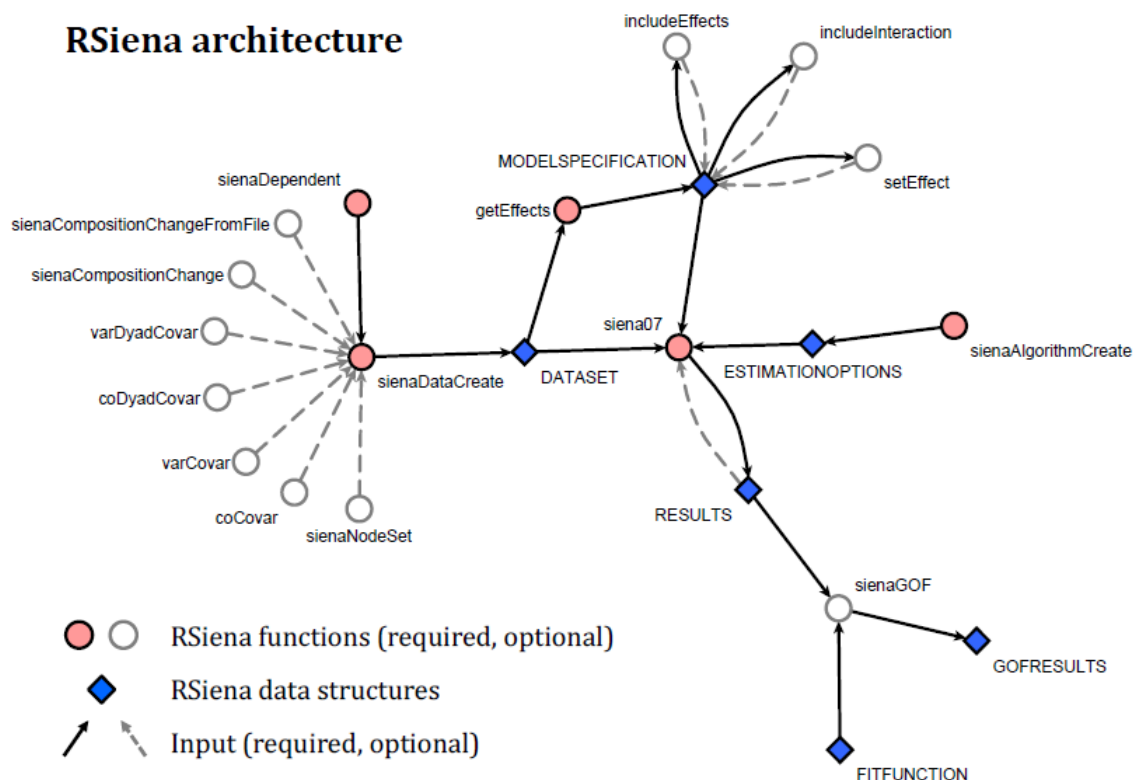 RSiena architecture
includeEffects
includeInteraction
MODELSPECIFICATION
setEffect
sienaDependent
getEffects
sienaCompositionChangeFromFile
sienaCompositionChange
varDyadCovar
siena07
sienaAlgorithmCreate
sienaDataCreate
DATASET
ESTIMATIONOPTIONS
coDyadCovar
varCovar
coCovar
sienaNodeSet
RESULTS
sienaGOF
RSiena functions (required, optional)
GOFRESULTS
RSiena data structures
Input (required, optional)
FITFUNCTION